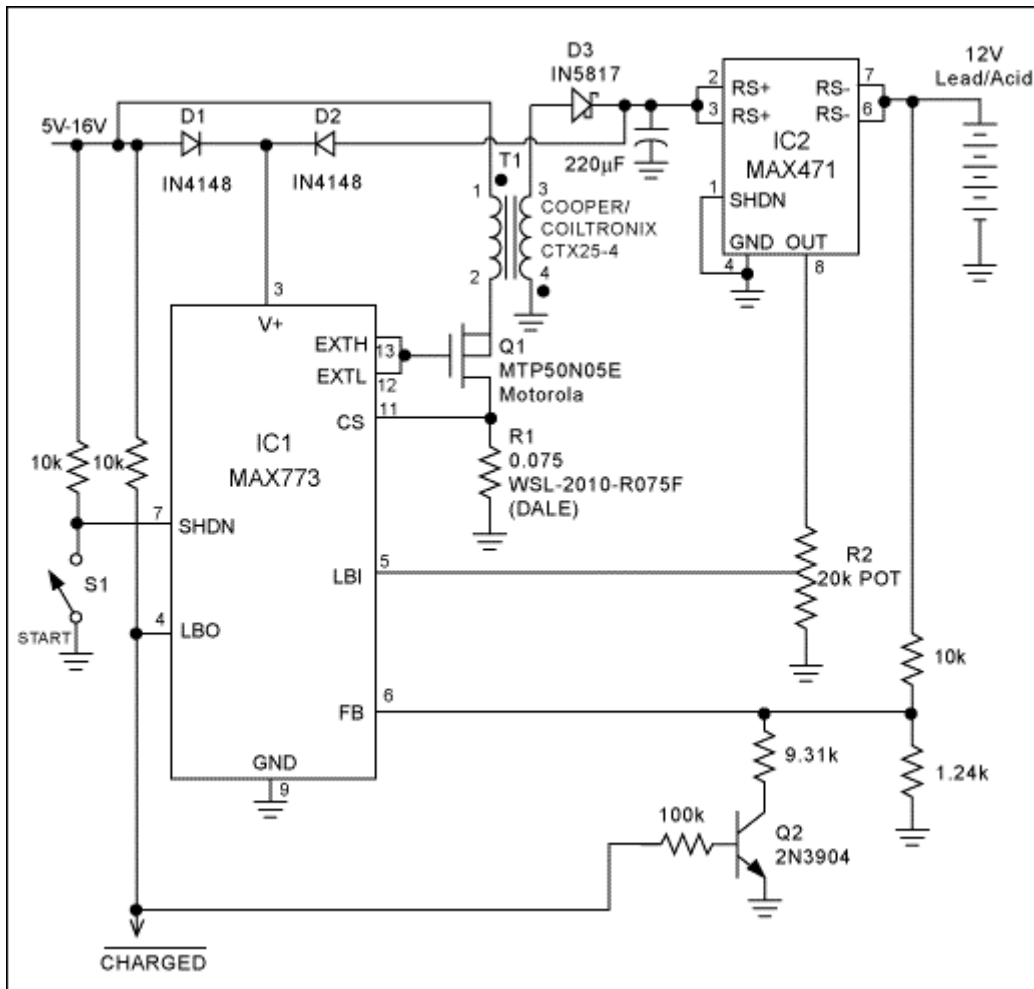 D3
IN5817
12V
Lead/Acid
2
RS+
RS-
7
3
RS+
RS-
6
5V-16V
D1
D2
IC2
MAX471
IN4148
IN4148
T1
220μF
1
SHDN
1
3
COOPER/
COILTRONIX
CTX25-4
GND
OUT
4
8
2
4
3
V+
EXTH
13
EXTL
12
Q1
MTP50N05E
Motorola
CS
11
IC1
MAX773
R1
0.075
WSL-2010-R075F
(DALE)
10k
10k
7
SHDN
S1
START
LBI
5
R2
20k POT
4
LBO
10k
FB
6
9.31k
1.24k
GND
9
100k
Q2
2N3904
CHARGED